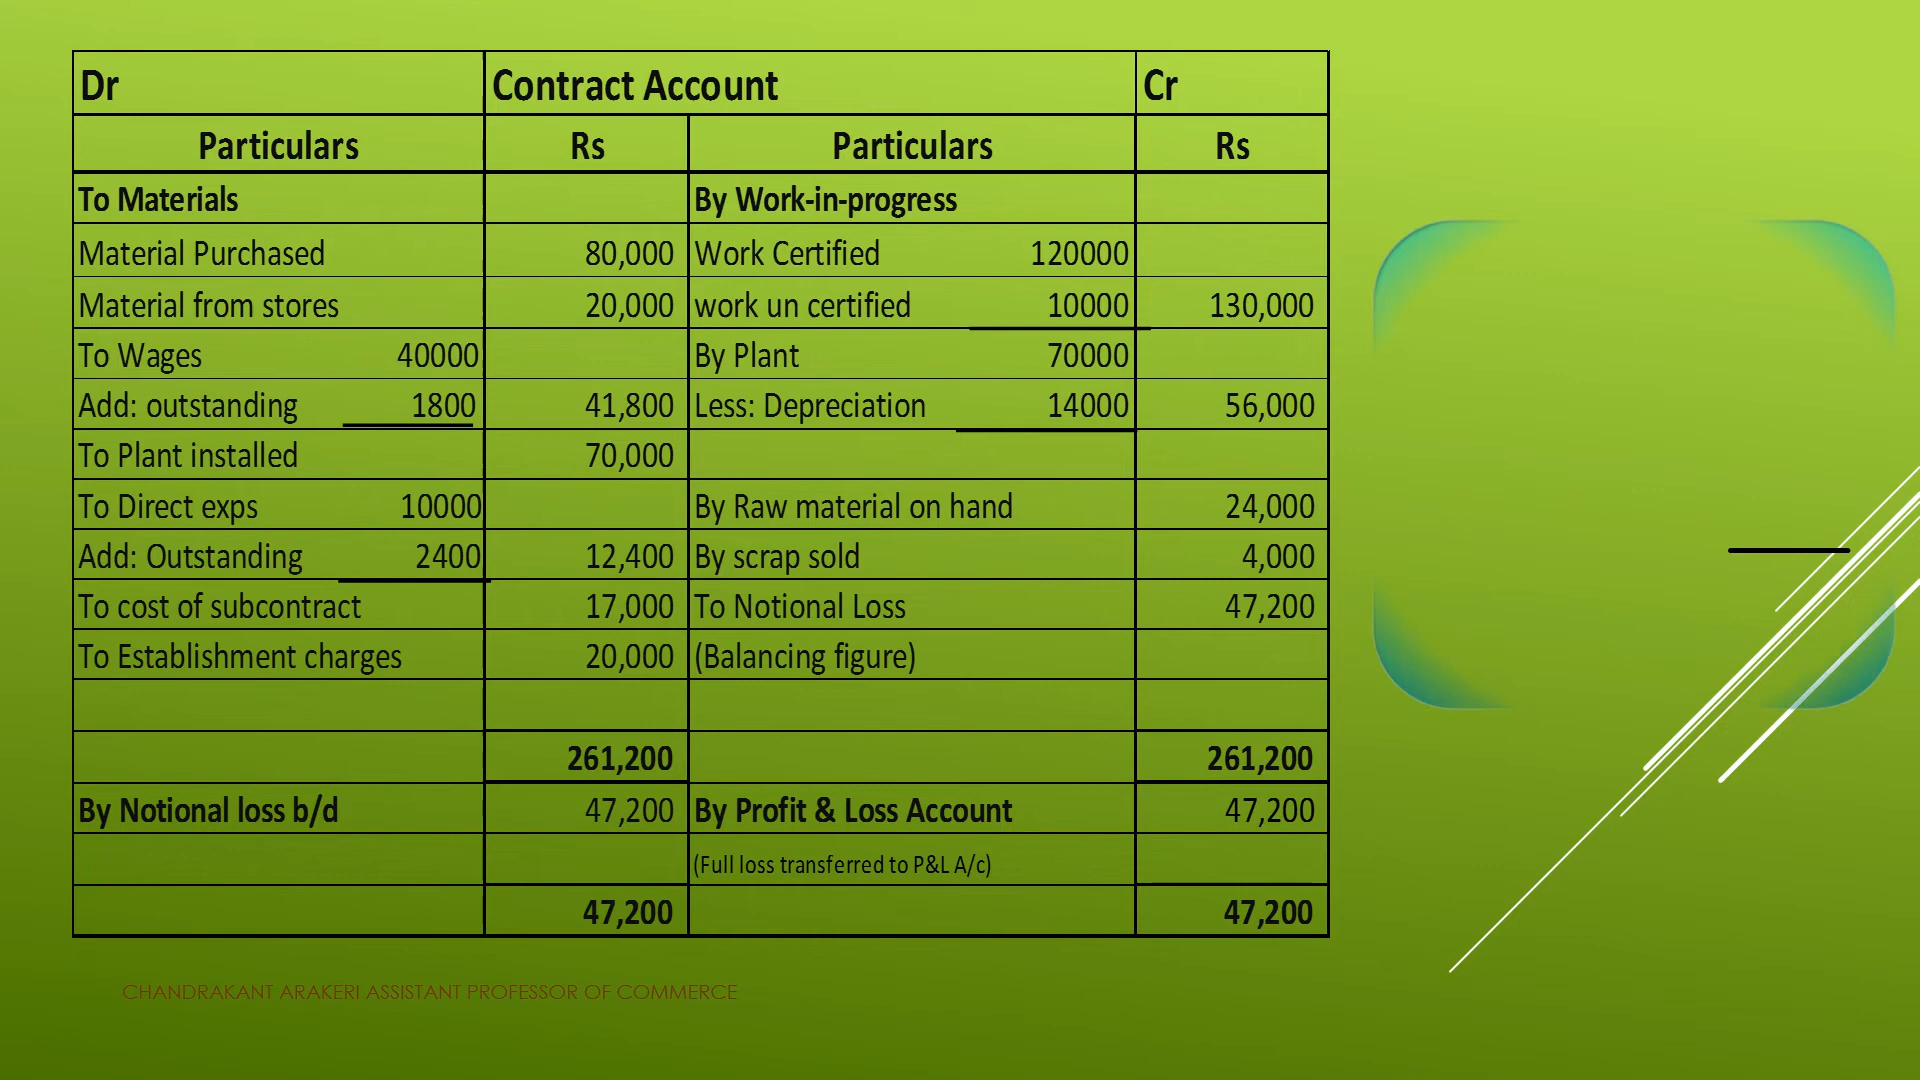 Dr Contract Account Cr
Particulars Rs Particulars Rs
To Materials By Work-in-progress
Material Purchased 80,000 Work Certified 120000
Material from stores 20,000 work un certified 10000 130,000
To Wages 40000 By Plant 70000
Add: outstanding 1800 41,800 Less: Depreciation 14000 56,000
To Plant installed 70,000
To Direct exps 10000 By Raw material on hand 24,000
Add: Outstanding 2400 12,400 By scrap sold 4,000
To cost of subcontract 17,000 To Notional Loss 47,200
To Establishment charges 20,000 (Balancing figure)
261,200 261,200
By Notional loss b/d 47,200 By Profit & Loss Account 47,200
(Full loss transferred to P&L A/c)
47,200 47,200
CHANDRAKANT ARAKERI ASSISTANT PROFESSOR OF COMMERCE